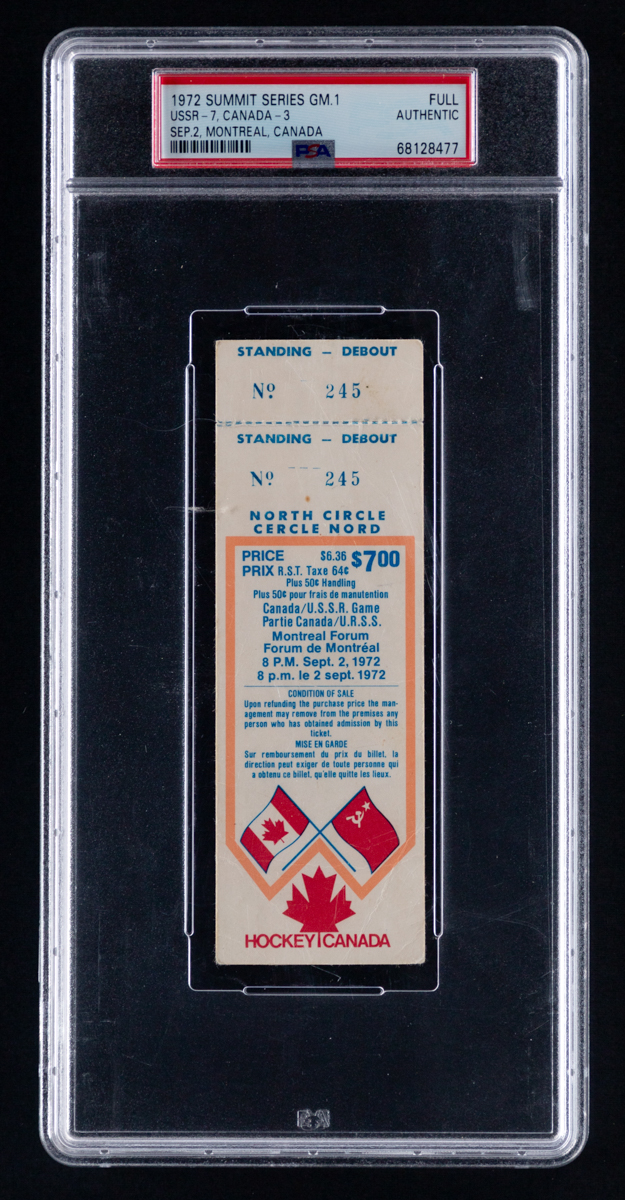 1972 SUMMIT SERIES GM.1
FULL
USSR - 7, CANADA - 3
AUTHENTIC
SEP.2, MONTREAL, CANADA
PSA
68128477
STANDING – DEBOUT
Nº 245
STANDING – DEBOUT
Nº 245
NORTH CIRCLE
CERCLE NORD
PRICE $6.36 $7.00
PRIX R.S.T. Taxe 64¢
Plus 50¢ Handling
Plus 50¢ pour frais de manutention
Canada/U.S.S.R. Game
Partie Canada/U.R.S.S.
Montreal Forum
Forum de Montréal
8 P.M. Sept. 2, 1972
8 p.m. le 2 sept. 1972
CONDITION OF SALE
Upon refunding the purchase price the man-
agement may remove from the premises any
person who has obtained admission by this
ticket.
MISE EN GARDE
Sur remboursement du prix du billet, la
direction peut exiger de toute personne qui
a obtenu ce billet, qu'elle quitte les lieux.
HOCKEY CANADA